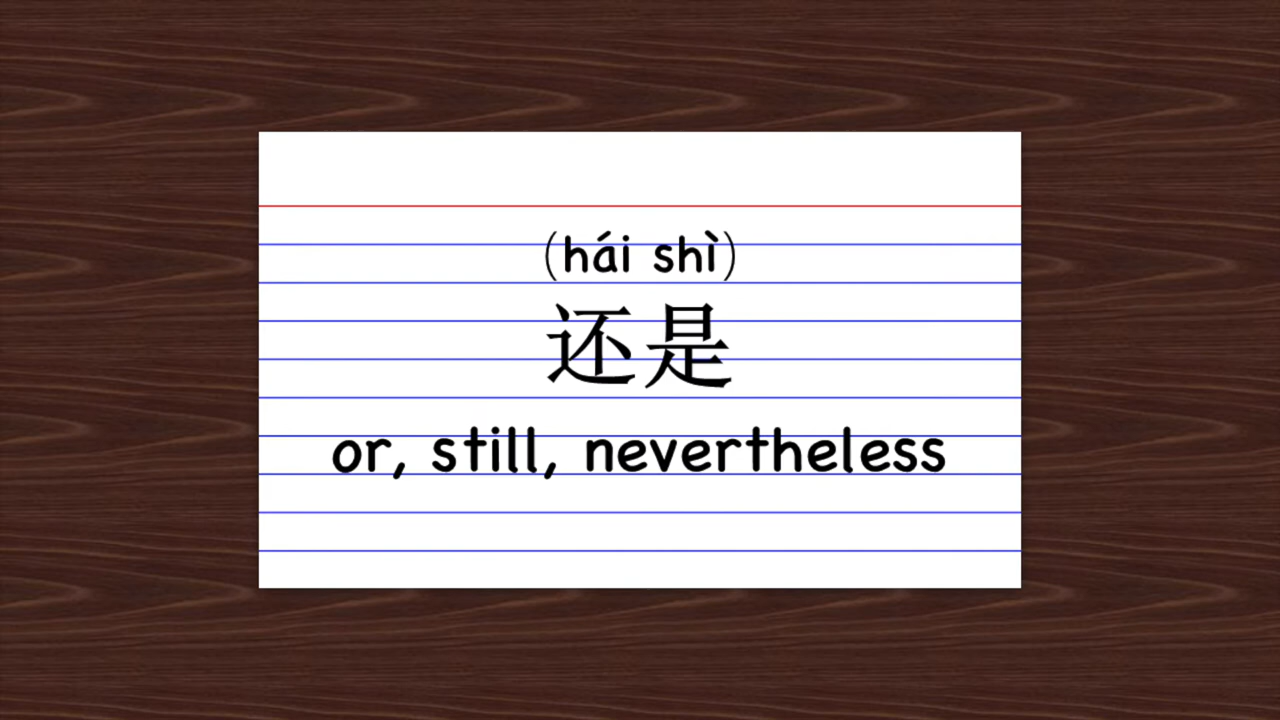 (hái shì)
还是
or, still, nevertheless